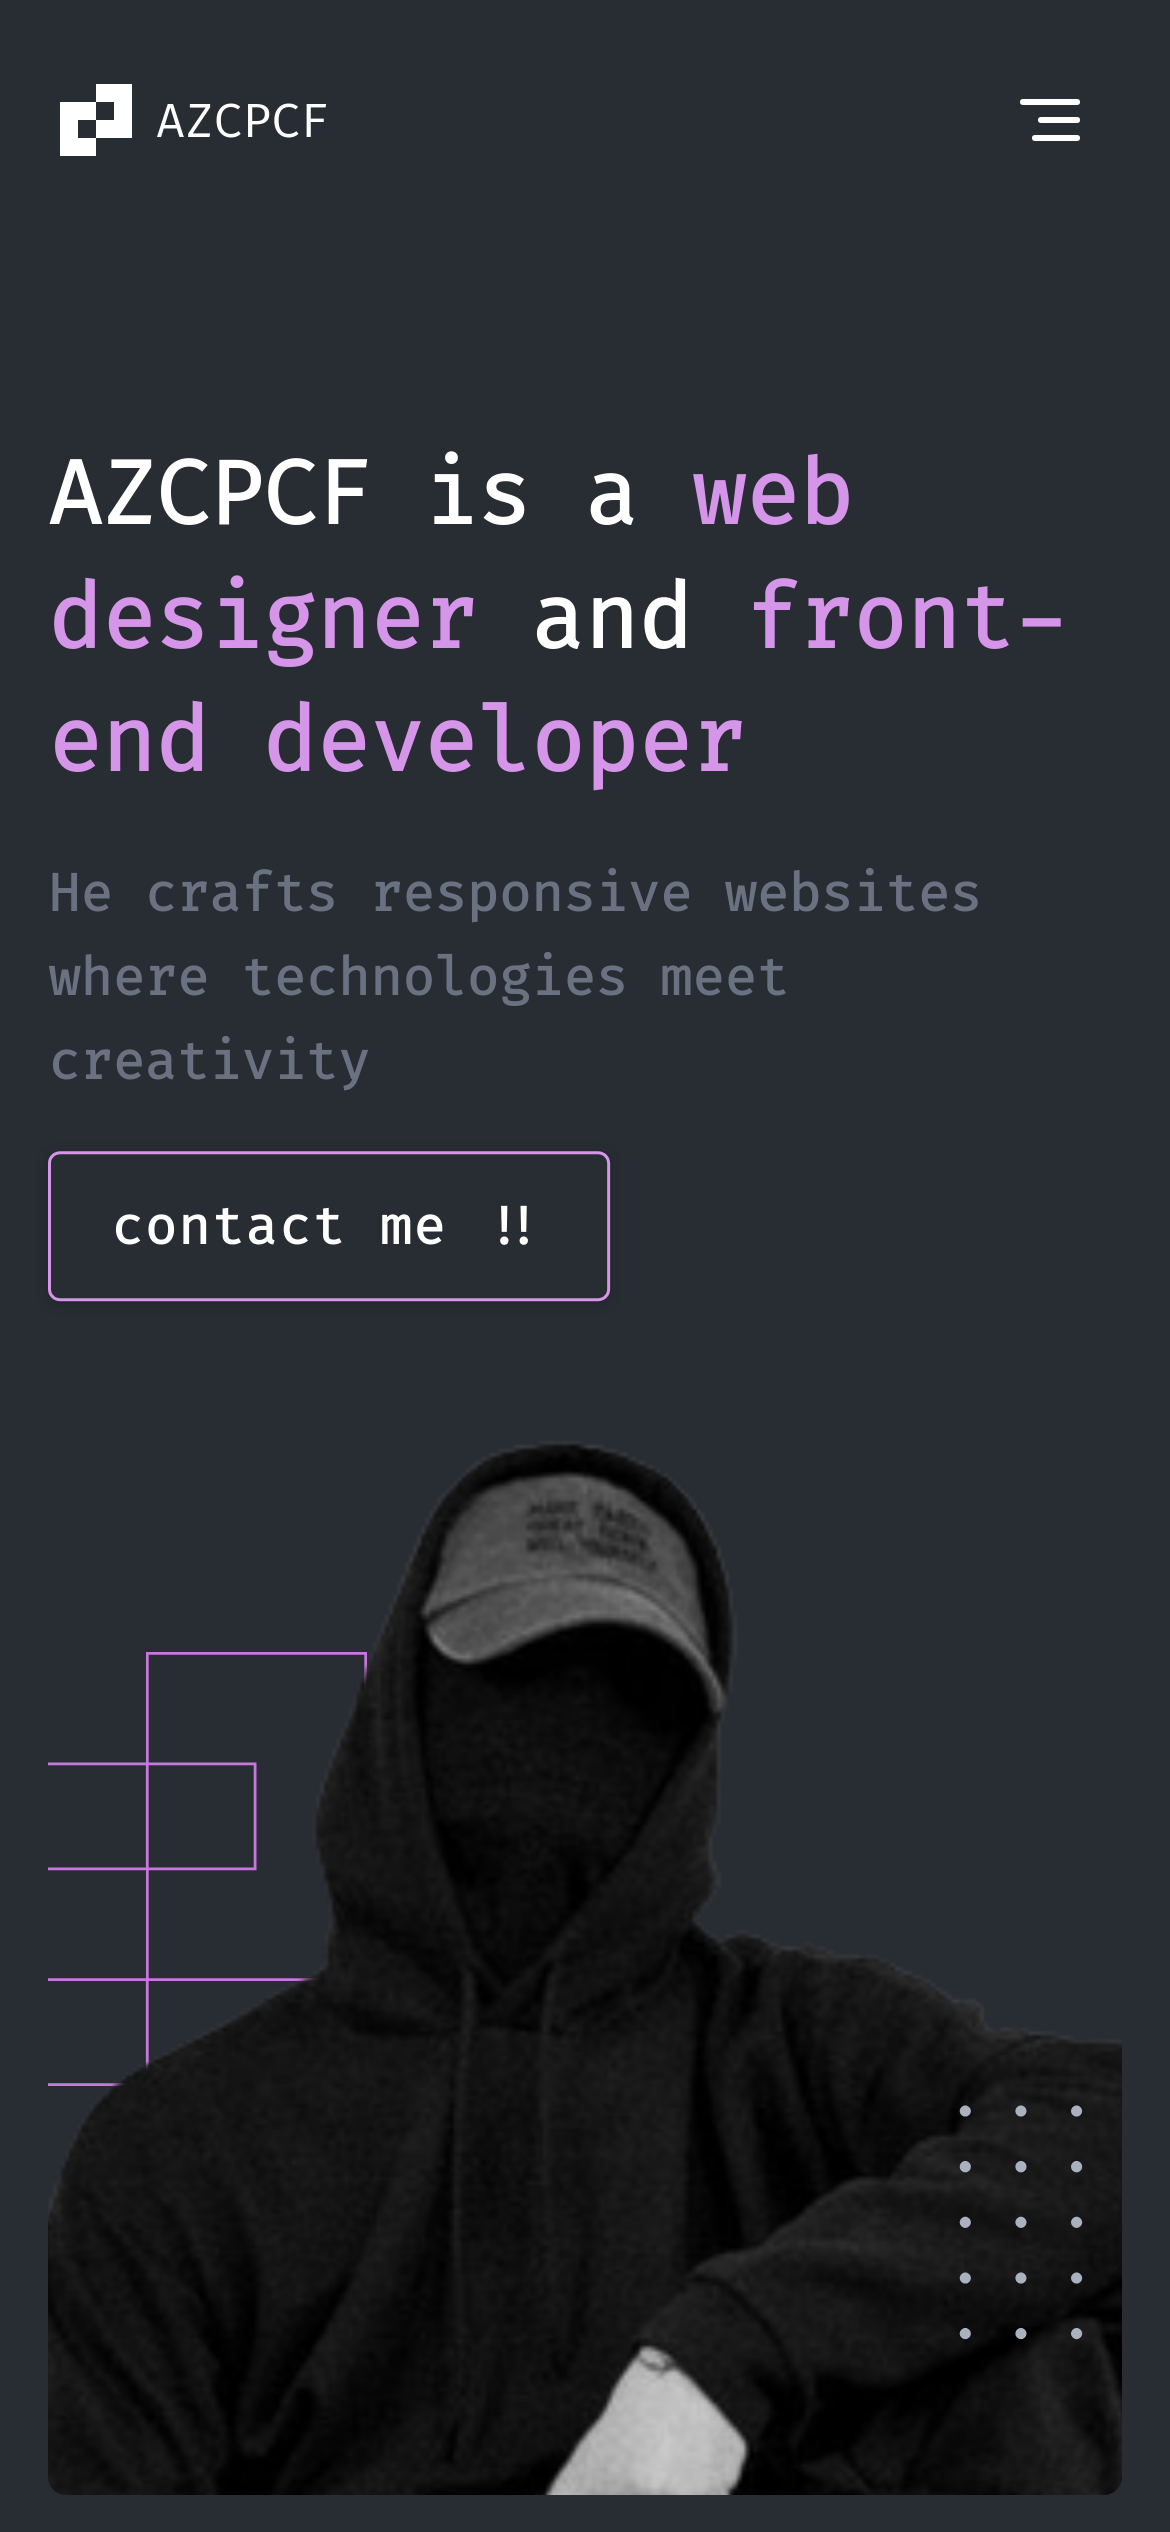 AZCPCF
AZCPCF is a web
designer and front-
end developer
He crafts responsive websites
where technologies meet
creativity
contact me !!